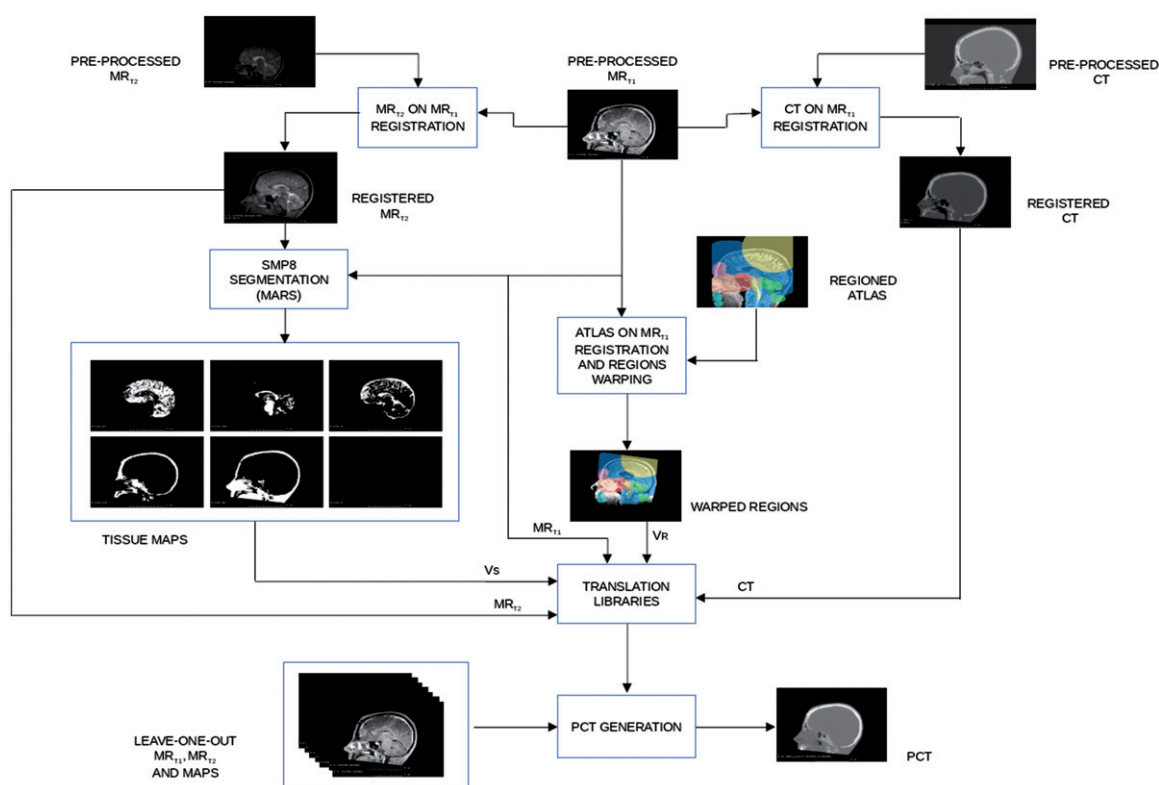 PRE-PROCESSED
MRT2
PRE-PROCESSED
MRT1
PRE-PROCESSED
CT
MRT2 ON MRT1
REGISTRATION
CT ON MRT1
REGISTRATION
REGISTERED
MRT2
REGISTERED
CT
SMP8
SEGMENTATION
(MARS)
REGIONED
ATLAS
ATLAS ON MRT1
REGISTRATION
AND REGIONS
WARPING
WARPED REGIONS
TISSUE MAPS
MRT1
VR
Vs
CT
MRT2
TRANSLATION
LIBRARIES
LEAVE-ONE-OUT
MRT1, MRT2
AND MAPS
PCT GENERATION
PCT